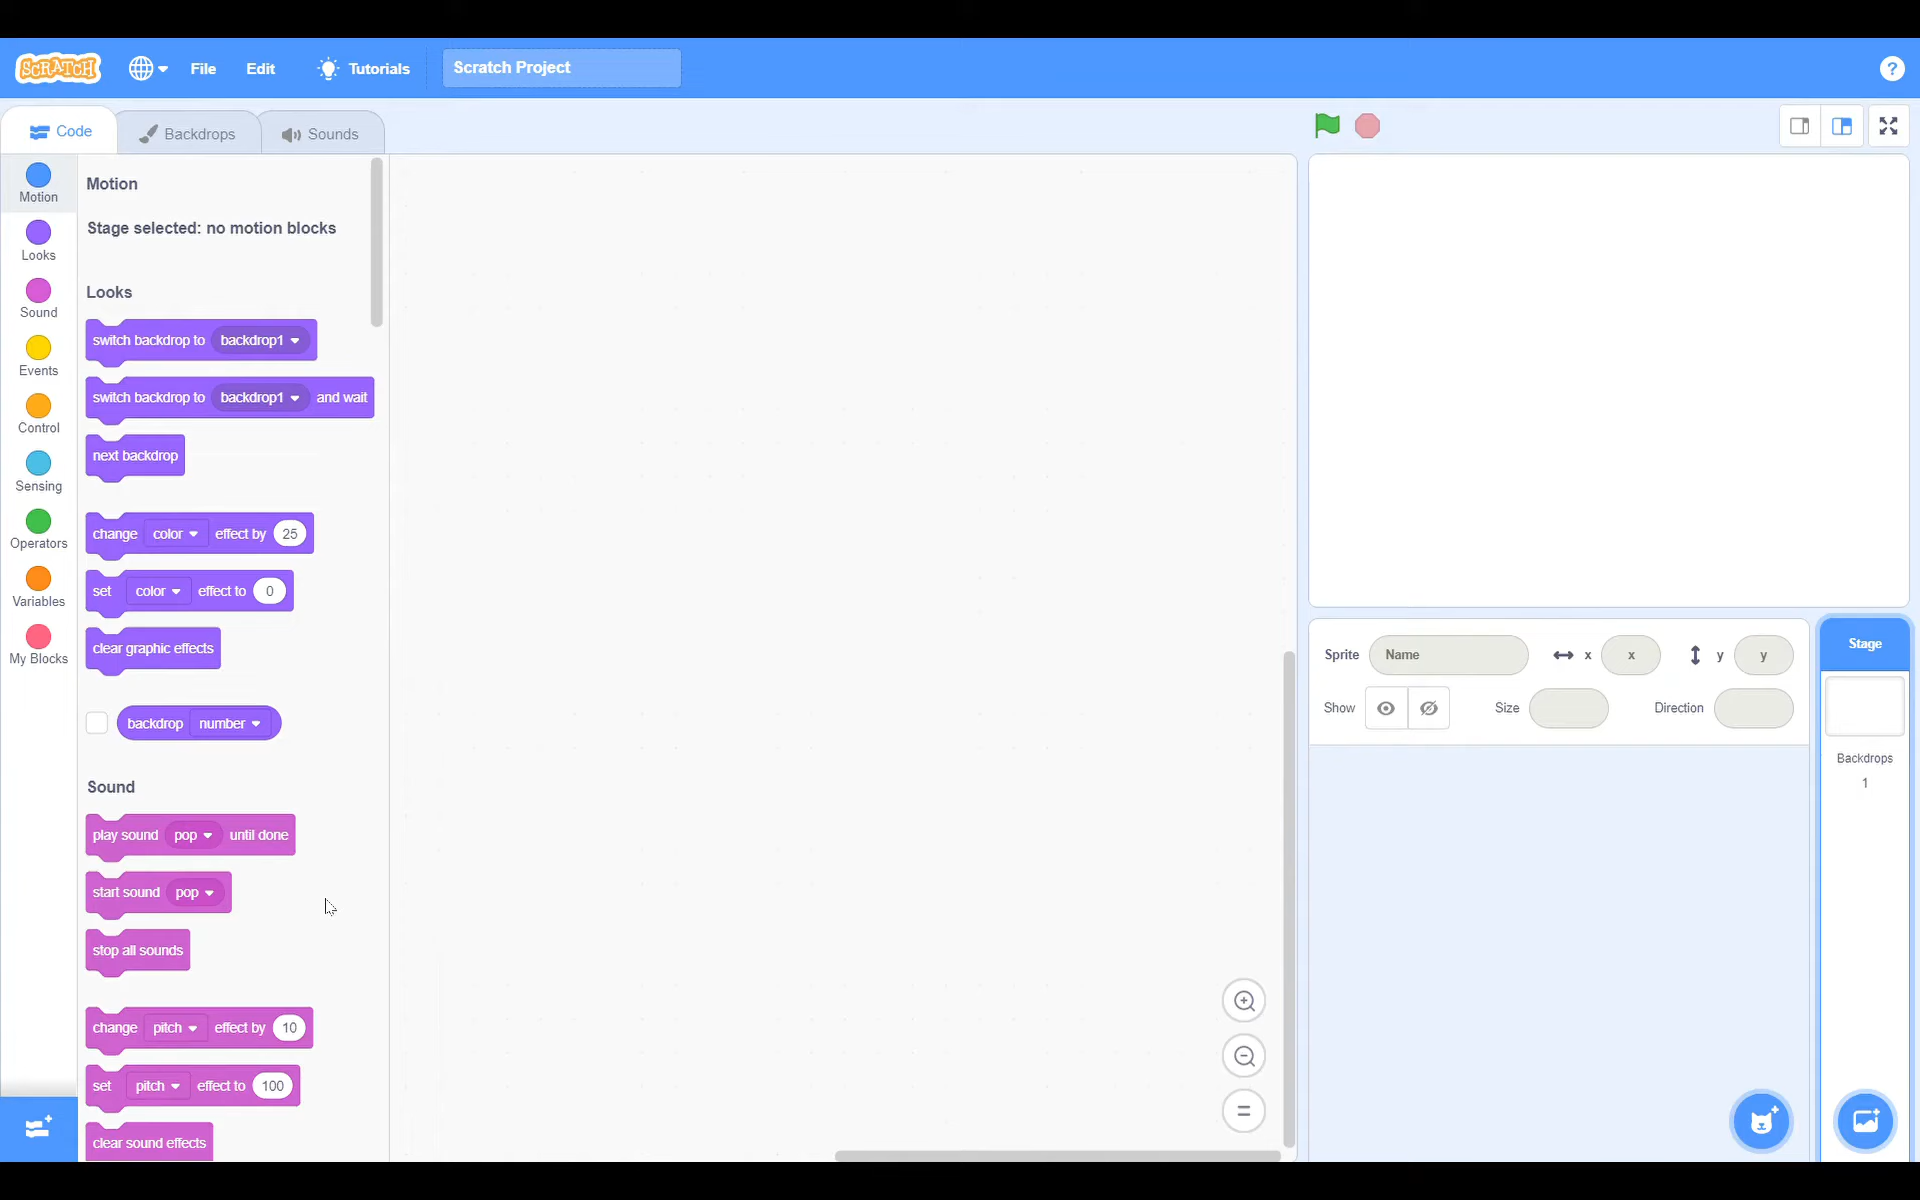 SCRATCH File Edit Tutorials Scratch Project ?
Code Backdrops Sounds
Motion
Looks
Sound
Events
Control
Sensing
Operators
Variables
My Blocks
Motion
Stage selected: no motion blocks
Looks
switch backdrop to backdrop1
switch backdrop to backdrop1 and wait
next backdrop
change color effect by 25
set color effect to 0
clear graphic effects
backdrop number
Sound
play sound pop until done
start sound pop
stop all sounds
change pitch effect by 10
set pitch effect to 100
clear sound effects
Sprite Name x x y y
Show Size Direction
Stage
Backdrops
1